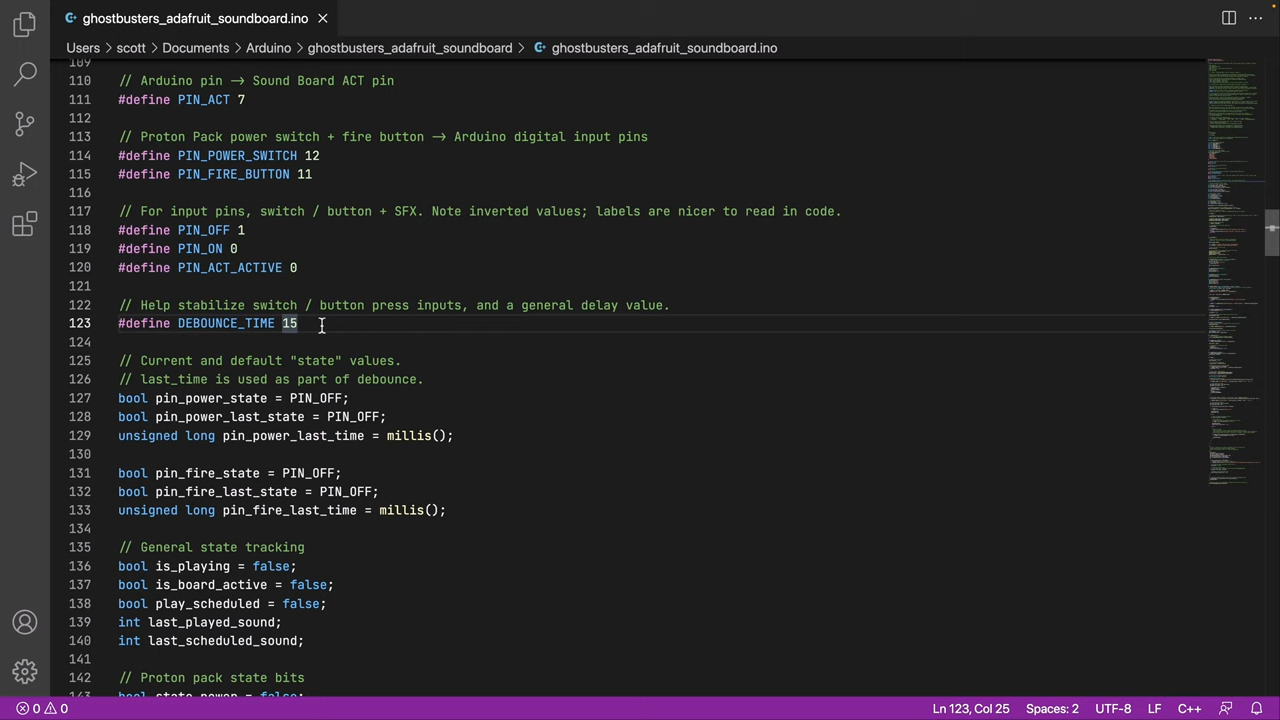 ghostbusters_adafruit_soundboard.ino
Users > scott > Documents > Arduino > ghostbusters_adafruit_soundboard > ghostbusters_adafruit_soundboard.ino
109
110 // Arduino pin -> Sound Board Act pin
111 #define PIN_ACT 7
112
113 // Proton Pack power switch + fire button -> Arduino digital input pins
114 #define PIN_POWER_SWITCH 12
115 #define PIN_FIRE_BUTTON 11
116
117 // For input pins, switch / button + SFX.rate inverts values; labels are nicer to read in code.
118 #define PIN_OFF 1
119 #define PIN_ON 0
120 #define PIN_ACT_ACTIVE 0
121
122 // Help stabilize switch / button press inputs, and a general delay value.
123 #define DEBOUNCE_TIME 15
124
125 // Current and default "state" values.
126 // last_time is used as part of debounce.
127 bool pin_power_state = PIN_OFF;
128 bool pin_power_last_state = PIN_OFF;
129 unsigned long pin_power_last_time = millis();
130
131 bool pin_fire_state = PIN_OFF;
132 bool pin_fire_last_state = PIN_OFF;
133 unsigned long pin_fire_last_time = millis();
134
135 // General state tracking
136 bool is_playing = false;
137 bool is_board_active = false;
138 bool play_scheduled = false;
139 int last_played_sound;
140 int last_scheduled_sound;
141
142 // Proton pack state bits
143 bool state_power = false;
0 0 Ln 123, Col 25 Spaces: 2 UTF-8 LF C++